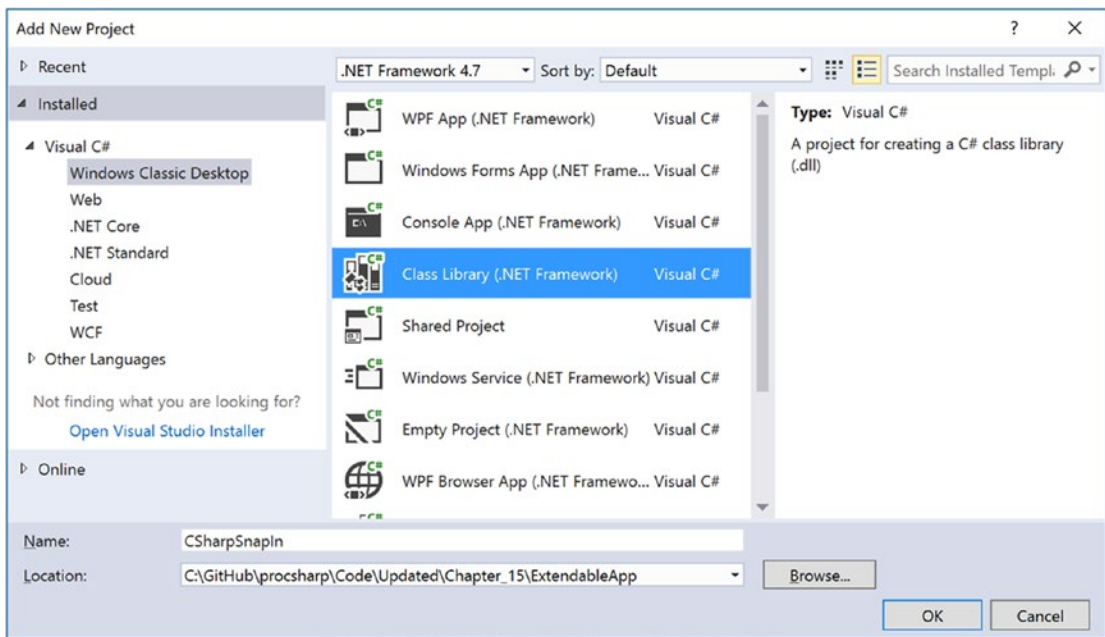 Add New Project
? ×
Recent
.NET Framework 4.7
Sort by: Default
Search Installed Templ
Installed
Visual C#
Windows Classic Desktop
Web
.NET Core
.NET Standard
Cloud
Test
WCF
Other Languages
Not finding what you are looking for?
Open Visual Studio Installer
Online
WPF App (.NET Framework) Visual C#
Windows Forms App (.NET Frame... Visual C#
Console App (.NET Framework) Visual C#
Class Library (.NET Framework) Visual C#
Shared Project Visual C#
Windows Service (.NET Framework) Visual C#
Empty Project (.NET Framework) Visual C#
WPF Browser App (.NET Framewo... Visual C#
Type: Visual C#
A project for creating a C# class library
(.dll)
Name: CSharpSnapIn
Location: C:\GitHub\procsharp\Code\Updated\Chapter_15\ExtendableApp
Browse...
OK Cancel